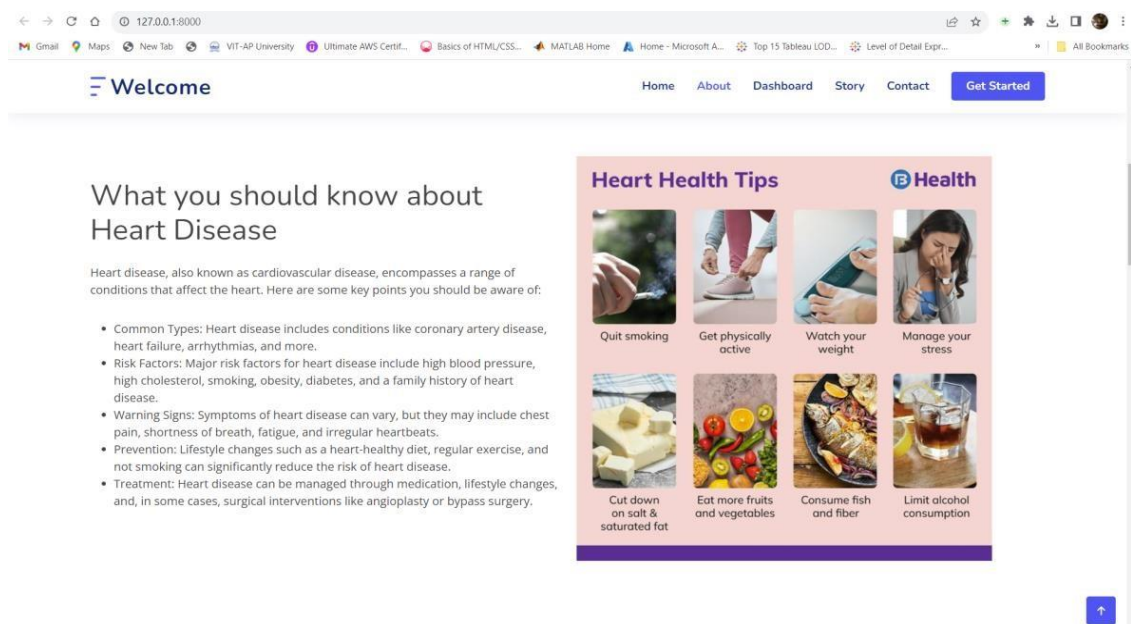 127.0.0.1:8000
Gmail
Maps
New Tab
VIT-AP University
Ultimate AWS Certif...
Basics of HTML/CSS...
MATLAB Home
Home - Microsoft A...
Top 15 Tableau LOD...
Level of Detail Expr...
»
All Bookmarks
Welcome
Home
About
Dashboard
Story
Contact
Get Started
What you should know about
Heart Disease
Heart disease, also known as cardiovascular disease, encompasses a range of
conditions that affect the heart. Here are some key points you should be aware of:
• Common Types: Heart disease includes conditions like coronary artery disease,
heart failure, arrhythmias, and more.
• Risk Factors: Major risk factors for heart disease include high blood pressure,
high cholesterol, smoking, obesity, diabetes, and a family history of heart
disease.
• Warning Signs: Symptoms of heart disease can vary, but they may include chest
pain, shortness of breath, fatigue, and irregular heartbeats.
• Prevention: Lifestyle changes such as a heart-healthy diet, regular exercise, and
not smoking can significantly reduce the risk of heart disease.
• Treatment: Heart disease can be managed through medication, lifestyle changes,
and, in some cases, surgical interventions like angioplasty or bypass surgery.
Heart Health Tips
B Health
Quit smoking
Get physically
active
Watch your
weight
Manage your
stress
Cut down
on salt &
saturated fat
Eat more fruits
and vegetables
Consume fish
and fiber
Limit alcohol
consumption